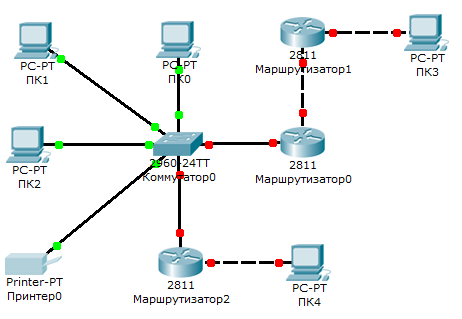 PC-PT
ПК1
PC-PT
ПК0
2811
Маршрутизатор1
PC-PT
ПК3
PC-PT
ПК2
2960-24TT
Коммутатор0
2811
Маршрутизатор0
Printer-PT
Принтер0
2811
Маршрутизатор2
PC-PT
ПК4